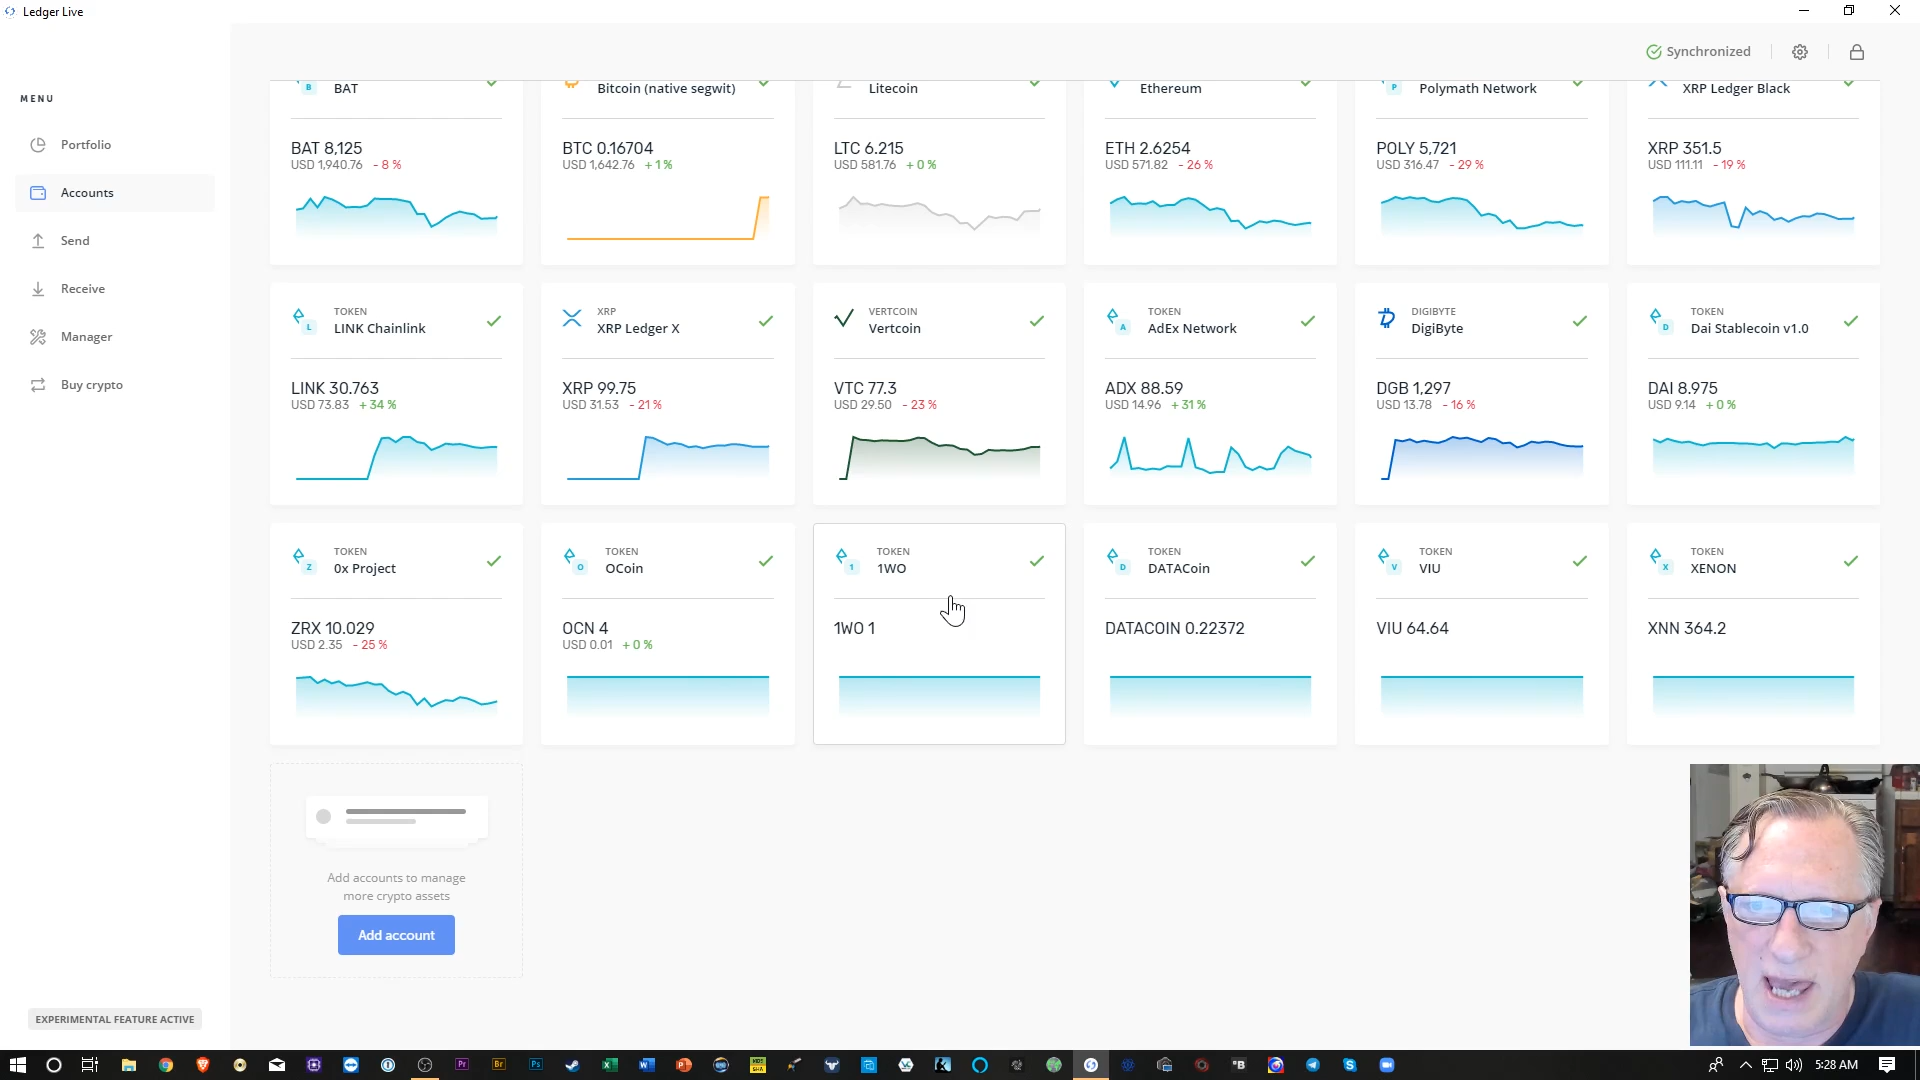 Ledger Live
Synchronized
MENU
Portfolio
Accounts
Send
Receive
Manager
Buy crypto
EXPERIMENTAL FEATURE ACTIVE
B BAT
BAT 8,125
USD 1,940.76 - 8 %
Bitcoin (native segwit)
BTC 0.16704
USD 1,642.76 + 1 %
Litecoin
LTC 6.215
USD 581.76 + 0 %
Ethereum
ETH 2.6254
USD 571.82 - 26 %
P Polymath Network
POLY 5,721
USD 316.47 - 29 %
XRP Ledger Black
XRP 351.5
USD 111.11 - 19 %
TOKEN
L LINK Chainlink
LINK 30.763
USD 73.83 + 34 %
XRP
XRP Ledger X
XRP 99.75
USD 31.53 - 21 %
VERTCOIN
Vertcoin
VTC 77.3
USD 29.50 - 23 %
TOKEN
A AdEx Network
ADX 88.59
USD 14.96 + 31 %
DIGIBYTE
DigiByte
DGB 1,297
USD 13.78 - 16 %
TOKEN
D Dai Stablecoin v1.0
DAI 8.975
USD 9.14 + 0 %
TOKEN
Z 0x Project
ZRX 10.029
USD 2.35 - 25 %
TOKEN
O OCoin
OCN 4
USD 0.01 + 0 %
TOKEN
1 1WO
1WO 1
TOKEN
D DATACoin
DATACOIN 0.22372
TOKEN
V VIU
VIU 64.64
TOKEN
X XENON
XNN 364.2
Add accounts to manage
more crypto assets
Add account
Pr Br Ps
5:28 AM